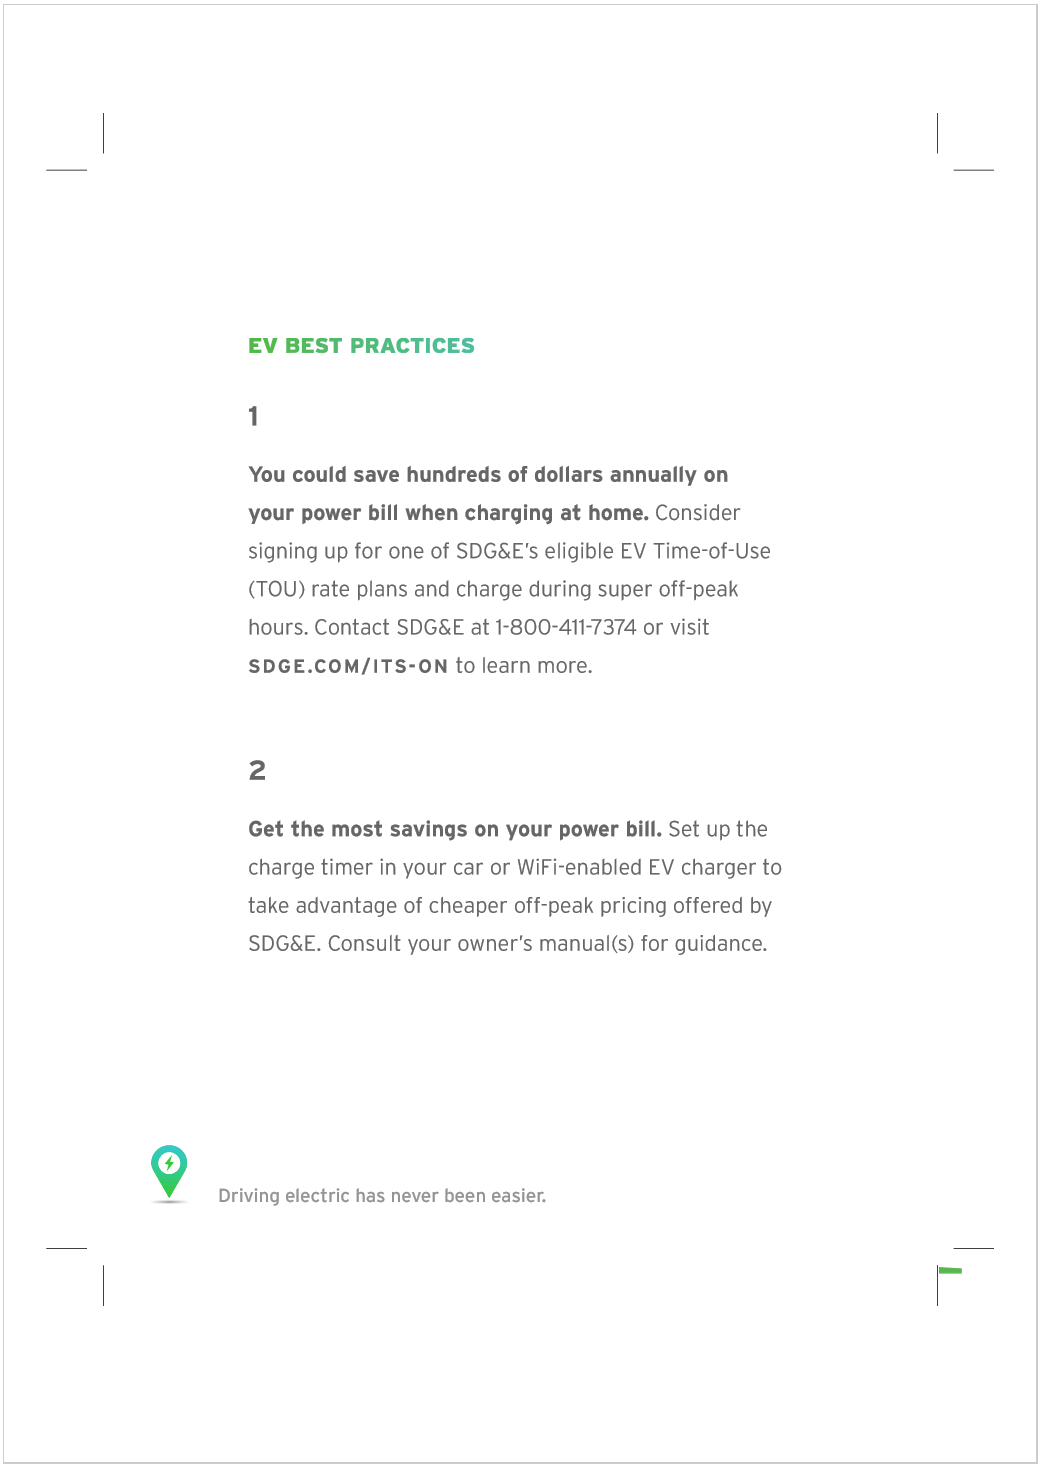 EV BEST PRACTICES
1
You could save hundreds of dollars annually on
your power bill when charging at home. Consider
signing up for one of SDG&E’s eligible EV Time-of-Use
(TOU) rate plans and charge during super off-peak
hours. Contact SDG&E at 1-800-411-7374 or visit
SDGE.COM/ITS-ON to learn more.
2
Get the most savings on your power bill. Set up the
charge timer in your car or WiFi-enabled EV charger to
take advantage of cheaper off-peak pricing offered by
SDG&E. Consult your owner’s manual(s) for guidance.
Driving electric has never been easier.